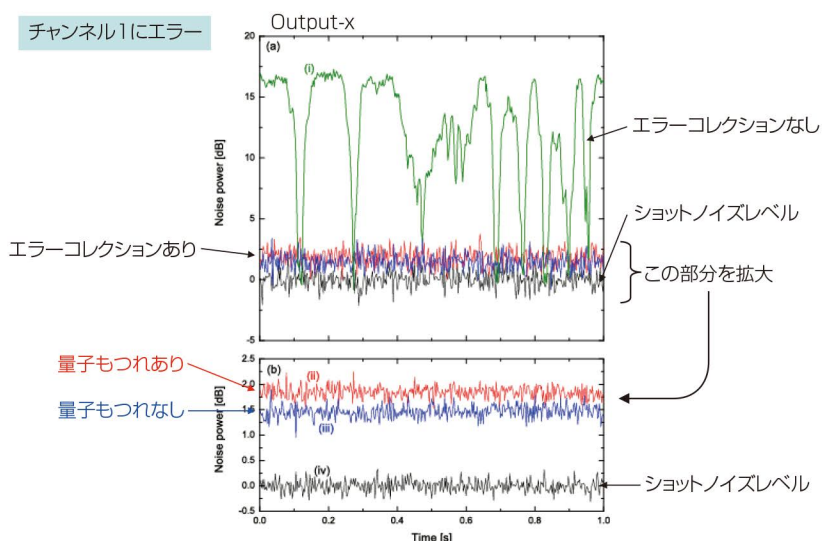 チャンネル1にエラー
Output-x
(a)
(i)
20
15
10
5
0
-5
Noise power [dB]
エラーコレクションなし
ショットノイズレベル
エラーコレクションあり
この部分を拡大
量子もつれあり
量子もつれなし
(b)
(ii)
(iii)
(iv)
2.5
2.0
1.5
1.0
0.5
0.0
-0.5
Noise power [dB]
ショットノイズレベル
0.0 0.2 0.4 0.6 0.8 1.0
Time [s]